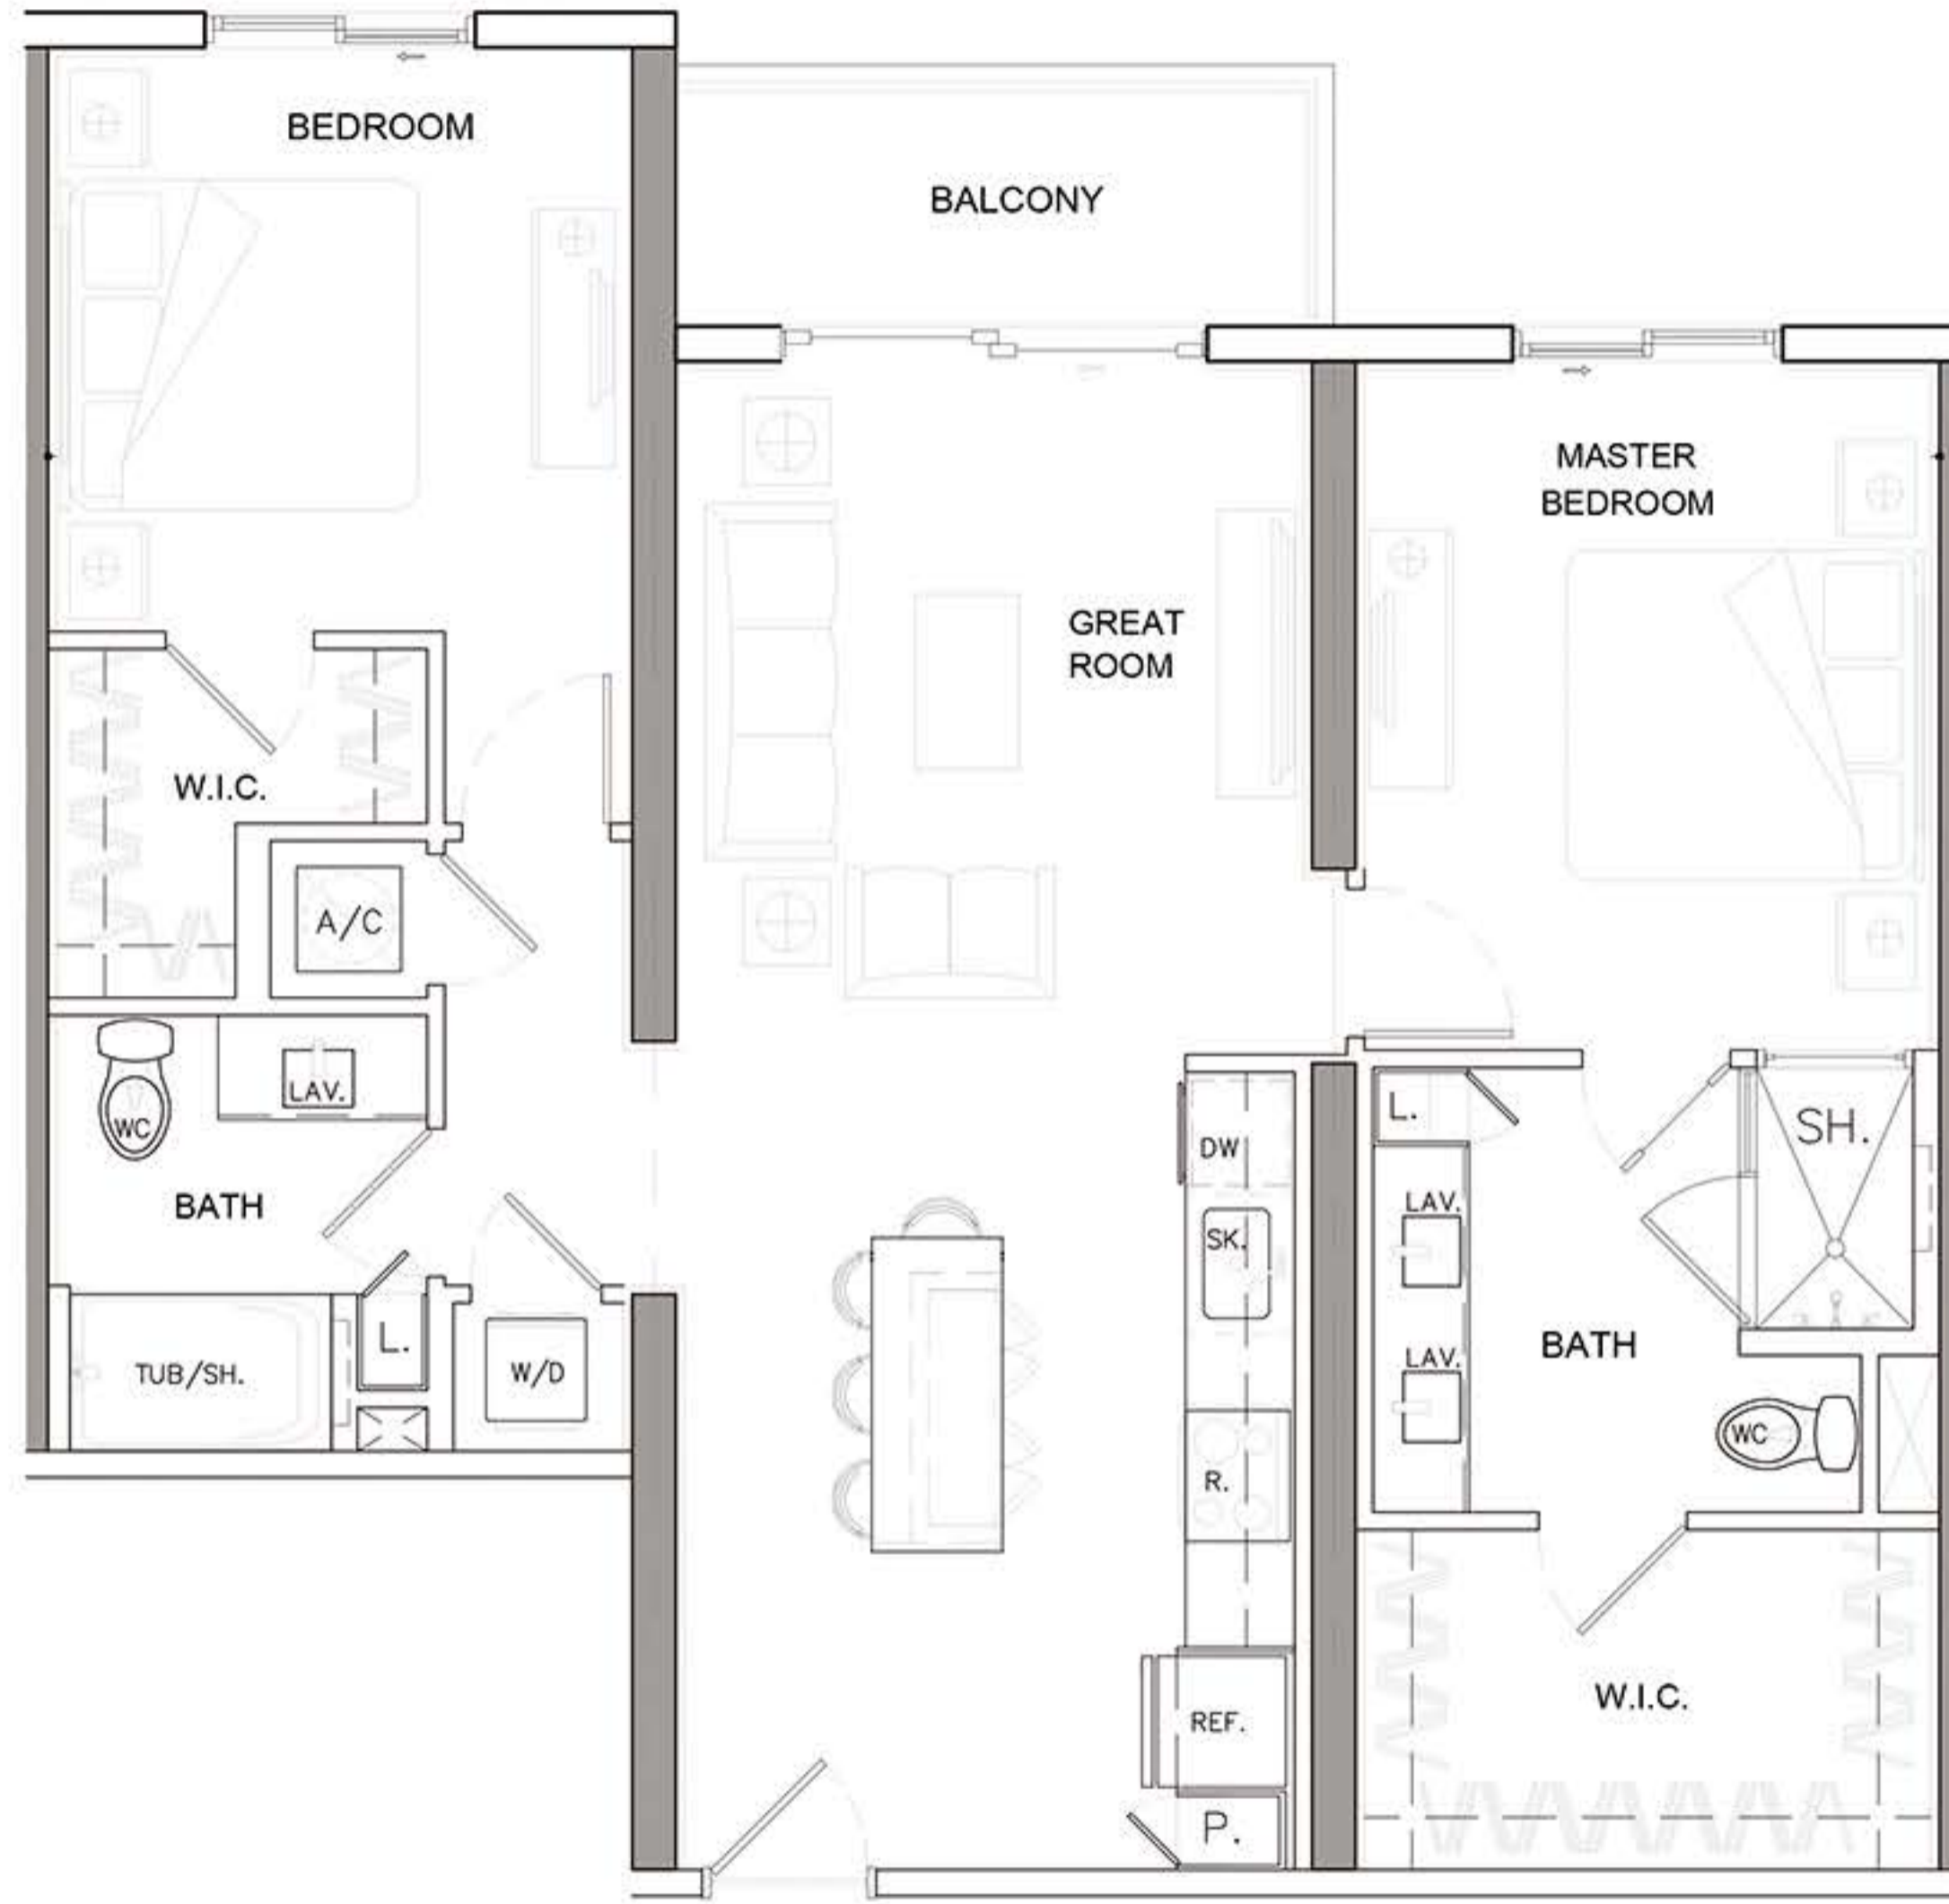 BEDROOM
BALCONY
MASTER
BEDROOM
GREAT
ROOM
W.I.C.
A/C
LAV.
WC
BATH
L.
TUB/SH.
W/D
DW
SK.
R.
REF.
P.
L.
SH.
LAV.
LAV.
BATH
WC
W.I.C.